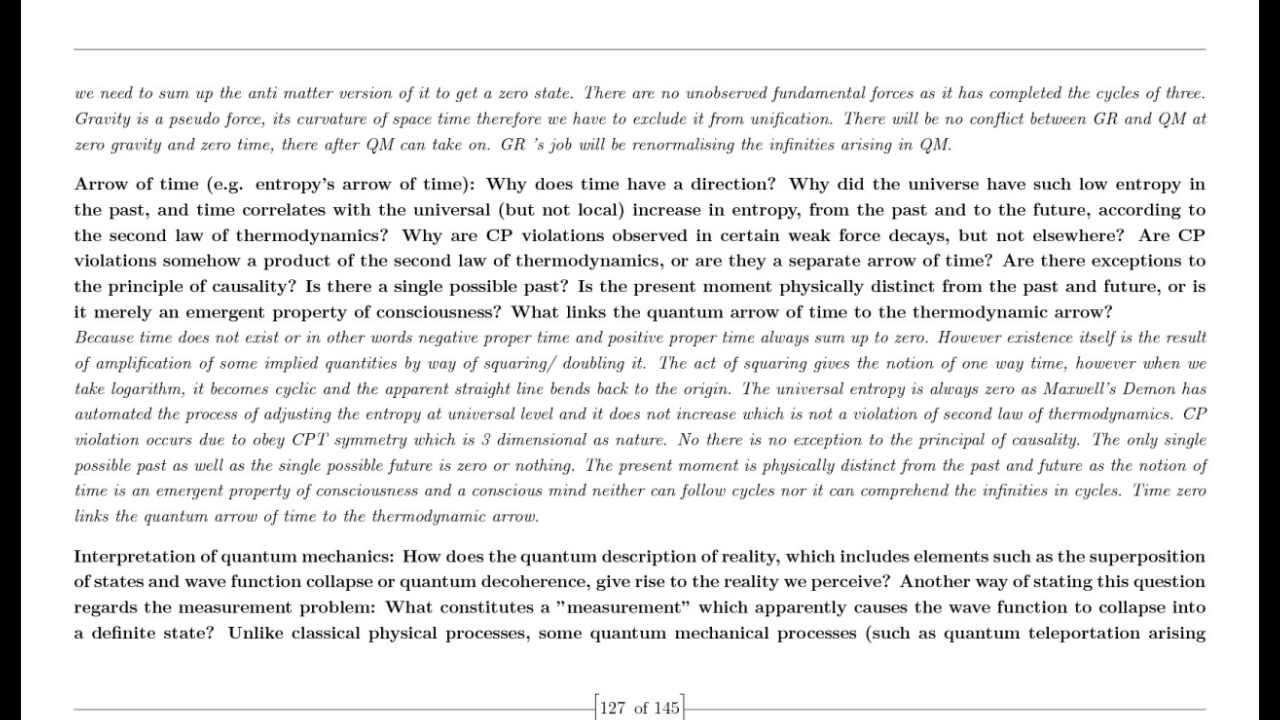 we need to sum up the anti matter version of it to get a zero state. There are no unobserved fundamental forces as it has completed the cycles of three.
Gravity is a pseudo force, its curvature of space time therefore we have to exclude it from unification. There will be no conflict between GR and QM at
zero gravity and zero time, there after QM can take on. GR 's job will be renormalising the infinities arising in QM.
Arrow of time (e.g. entropy's arrow of time): Why does time have a direction? Why did the universe have such low entropy in
the past, and time correlates with the universal (but not local) increase in entropy, from the past and to the future, according to
the second law of thermodynamics? Why are CP violations observed in certain weak force decays, but not elsewhere? Are CP
violations somehow a product of the second law of thermodynamics, or are they a separate arrow of time? Are there exceptions to
the principle of causality? Is there a single possible past? Is the present moment physically distinct from the past and future, or is
it merely an emergent property of consciousness? What links the quantum arrow of time to the thermodynamic arrow?
Because time does not exist or in other words negative proper time and positive proper time always sum up to zero. However existence itself is the result
of amplification of some implied quantities by way of squaring/ doubling it. The act of squaring gives the notion of one way time, however when we
take logarithm, it becomes cyclic and the apparent straight line bends back to the origin. The universal entropy is always zero as Maxwell's Demon has
automated the process of adjusting the entropy at universal level and it does not increase which is not a violation of second law of thermodynamics. CP
violation occurs due to obey CPT symmetry which is 3 dimensional as nature. No there is no exception to the principal of causality. The only single
possible past as well as the single possible future is zero or nothing. The present moment is physically distinct from the past and future as the notion of
time is an emergent property of consciousness and a conscious mind neither can follow cycles nor it can comprehend the infinities in cycles. Time zero
links the quantum arrow of time to the thermodynamic arrow.
Interpretation of quantum mechanics: How does the quantum description of reality, which includes elements such as the superposition
of states and wave function collapse or quantum decoherence, give rise to the reality we perceive? Another way of stating this question
regards the measurement problem: What constitutes a "measurement" which apparently causes the wave function to collapse into
a definite state? Unlike classical physical processes, some quantum mechanical processes (such as quantum teleportation arising
127 of 145